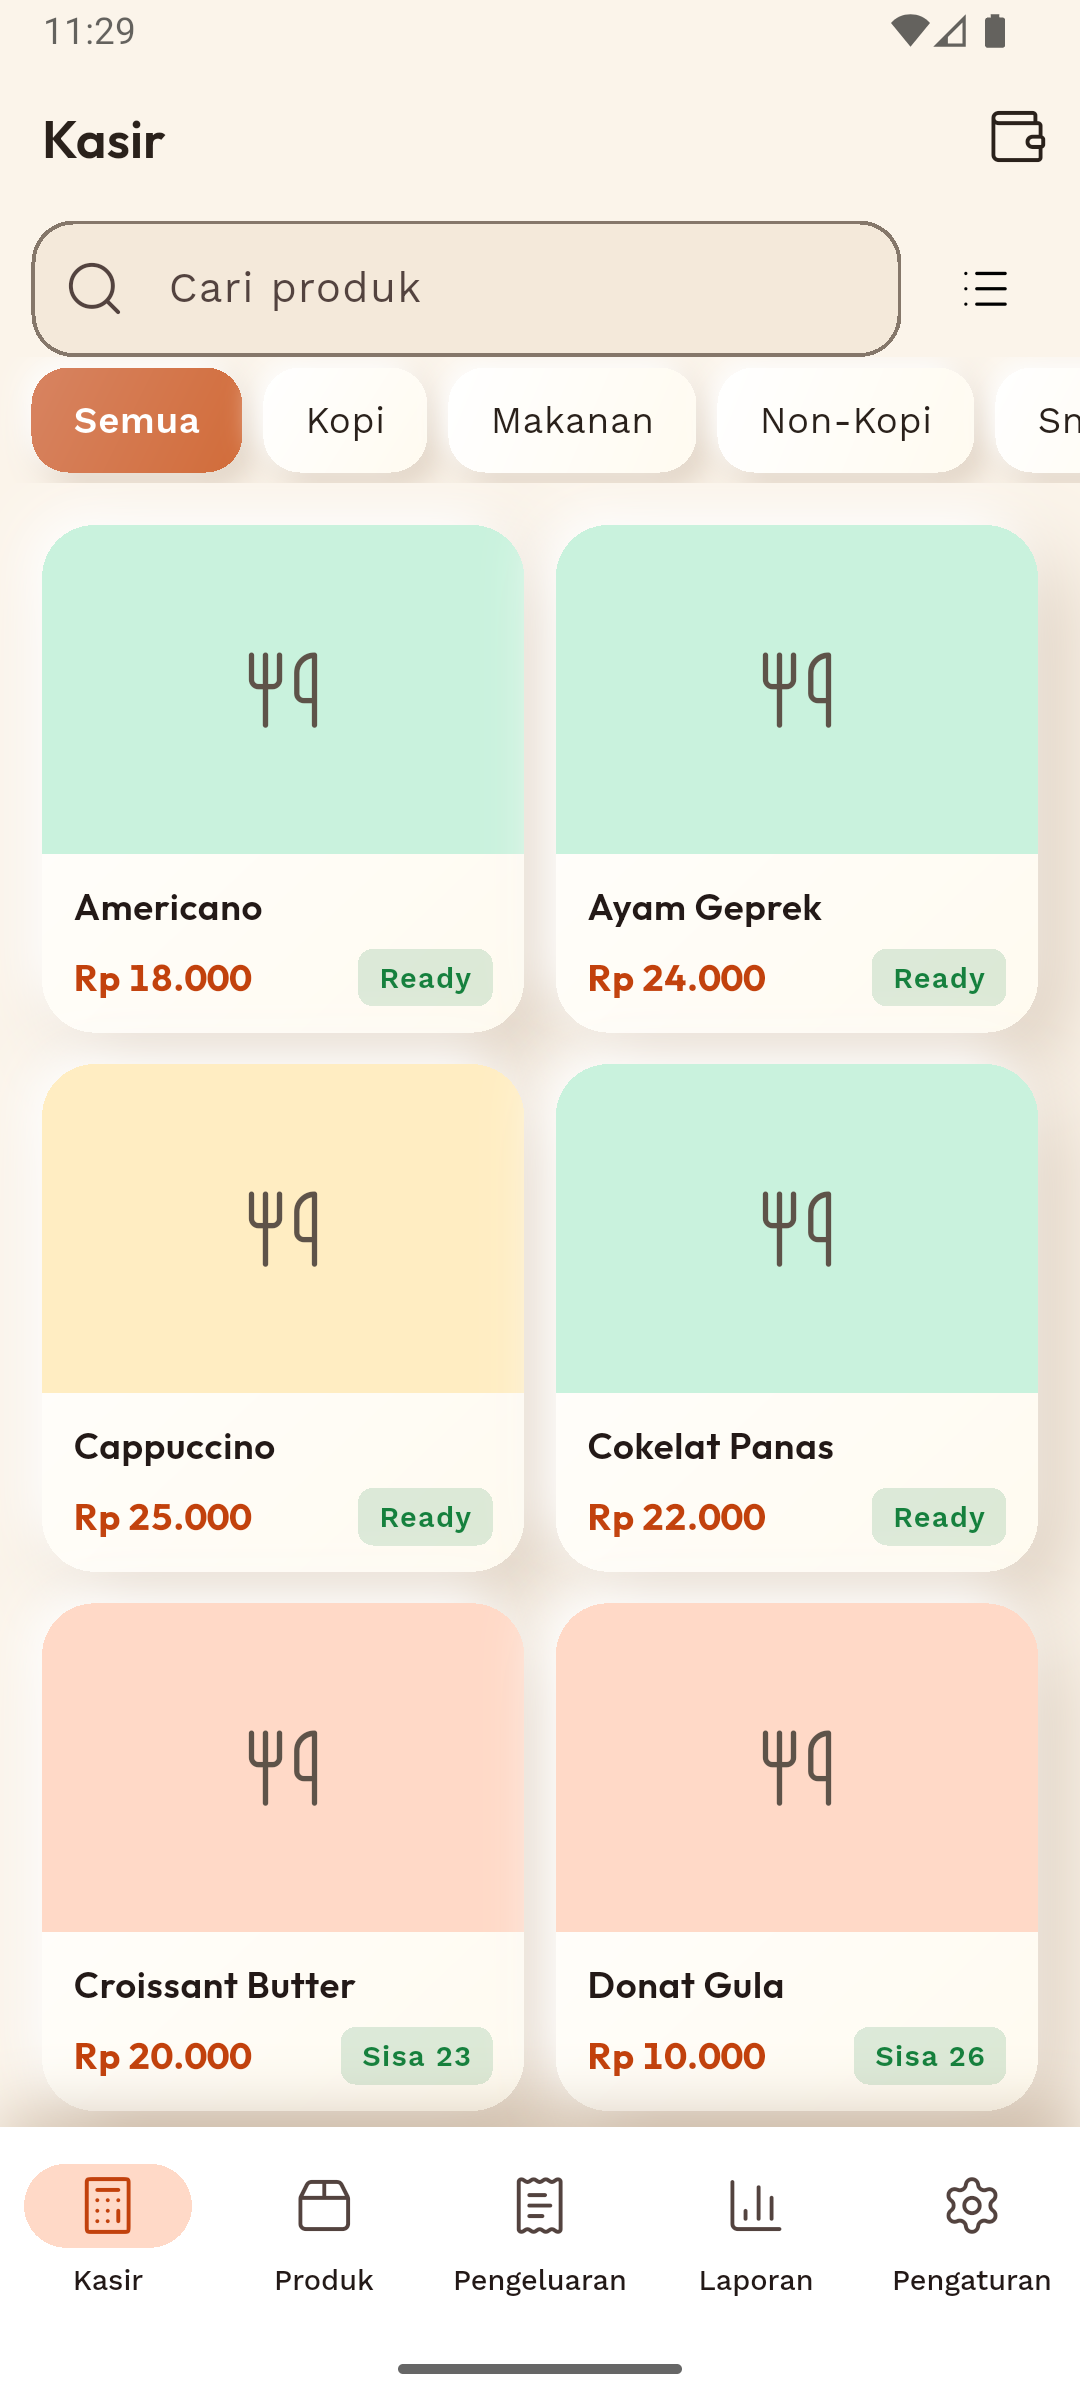 11:29
Kasir
Cari produk
Semua Kopi Makanan Non-Kopi Sn
Americano Ayam Geprek
Rp 18.000 Ready Rp 24.000 Ready
Cappuccino Cokelat Panas
Rp 25.000 Ready Rp 22.000 Ready
Croissant Butter Donat Gula
Rp 20.000 Sisa 23 Rp 10.000 Sisa 26
Kasir Produk Pengeluaran Laporan Pengaturan